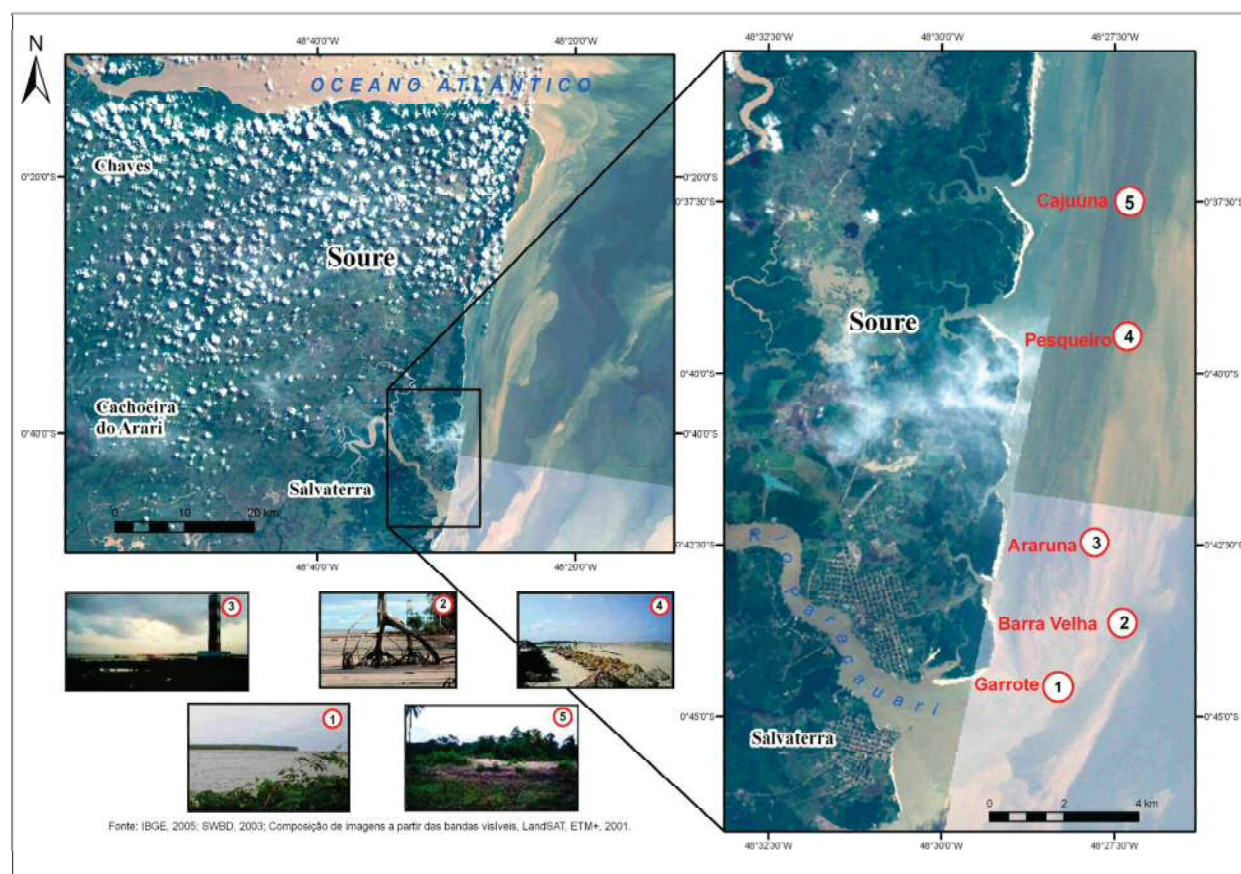 N
48°40'0"W
48°20'0"W
OCEANO ATLÂNTICO
Chaves
0°20'0"S
0°20'0"S
Soure
Cachoeira
do Arari
0°40'0"S
0°40'0"S
Salvaterra
0 10 20 km
48°40'0"W
48°20'0"W
48°32'30"W
48°30'0"W
48°27'30"W
0°37'30"S
0°37'30"S
Cajuúna 5
Soure
Pesqueiro 4
0°40'0"S
0°40'0"S
0°42'30"S
0°42'30"S
Araruna 3
Rio Paracauari
Barra Velha 2
Garrote 1
0°45'0"S
0°45'0"S
Salvaterra
0 2 4 km
48°32'30"W
48°30'0"W
48°27'30"W
3
2
4
1
5
Fonte: IBGE, 2005; SWBD, 2003; Composição de imagens a partir das bandas visíveis, LandSAT, ETM+, 2001.